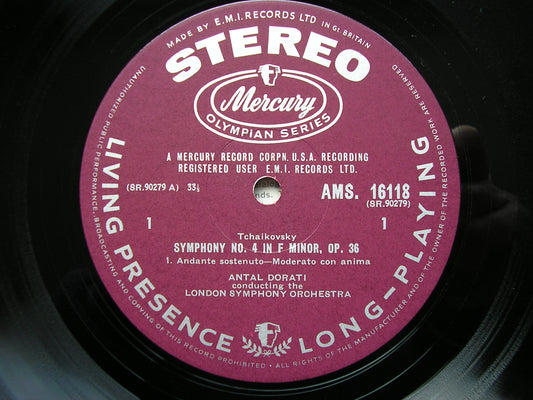 MADE BY E.M.I. RECORDS LTD IN GT BRITAIN
STEREO
Mercury
OLYMPIAN SERIES
A MERCURY RECORD CORPN. U.S.A. RECORDING
REGISTERED USER E.M.I. RECORDS LTD.
(SR.90279 A) 33⅓
nds.
AMS. 16118
(SR.90279)
1
1
Tchaikovsky
SYMPHONY NO. 4 IN F MINOR, OP. 36
1. Andante sostenuto—Moderato con anima
ANTAL DORATI
conducting the
LONDON SYMPHONY ORCHESTRA
LIVING PRESENCE
LONG-PLAYING
UNAUTHORIZED PUBLIC PERFORMANCE, BROADCASTING AND COPYING OF THIS RECORD PROHIBITED • ALL RIGHTS OF THE MANUFACTURER AND OF THE OWNER OF THE RECORDED WORK ARE RESERVED